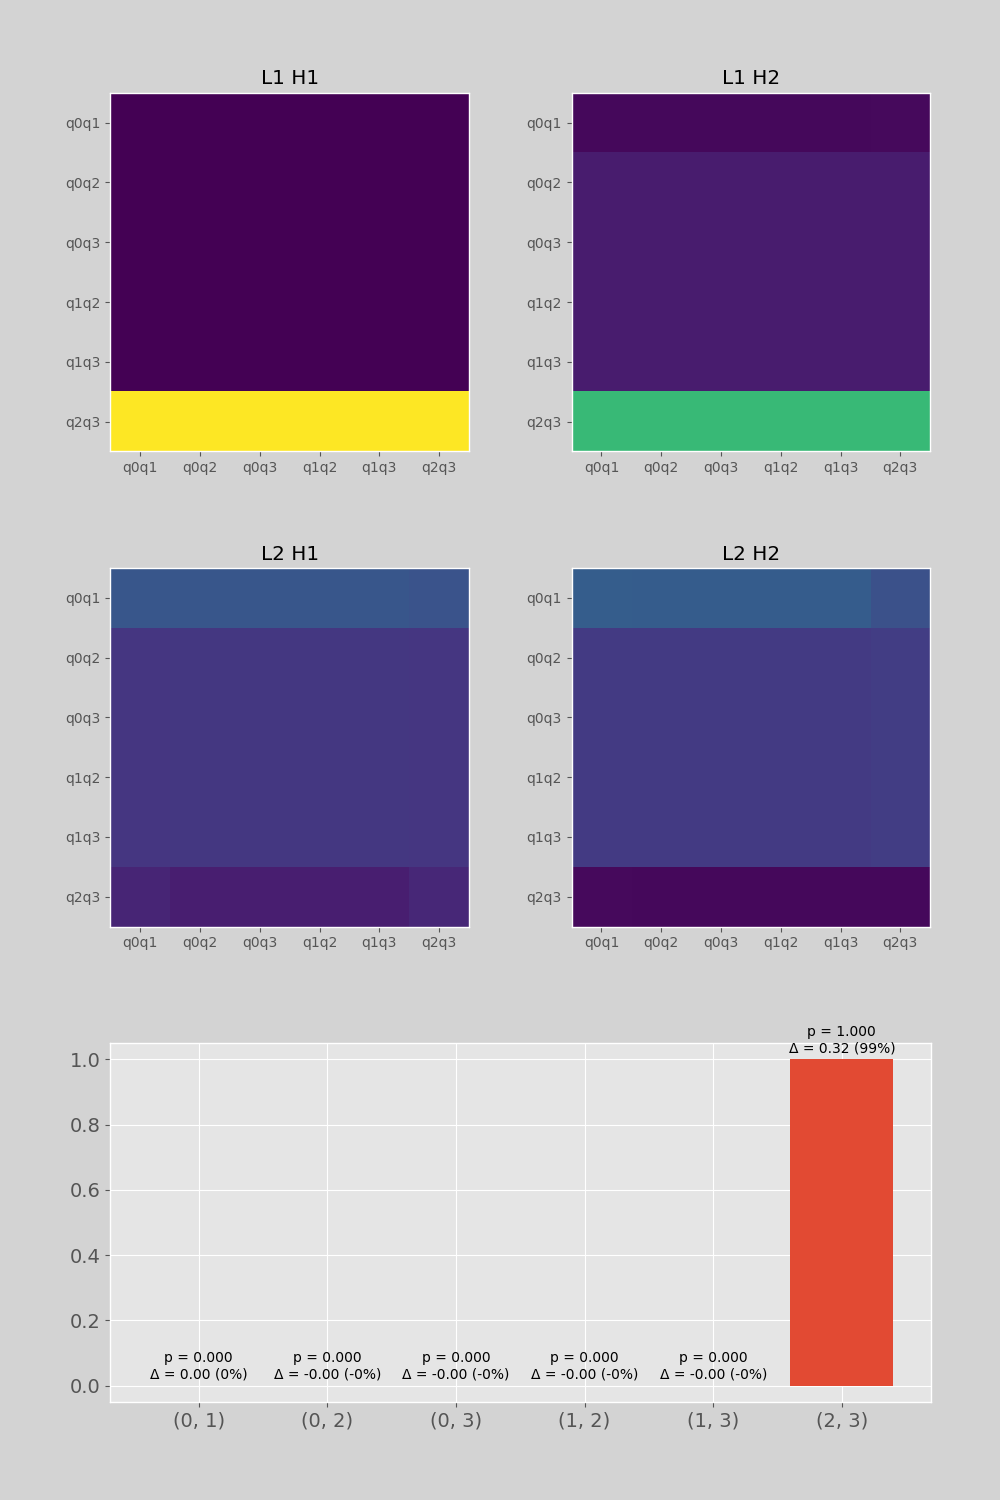 L1 H1
L1 H2
q0q1
q0q2
q0q3
q1q2
q1q3
q2q3
q0q1 q0q2 q0q3 q1q2 q1q3 q2q3
q0q1
q0q2
q0q3
q1q2
q1q3
q2q3
q0q1 q0q2 q0q3 q1q2 q1q3 q2q3
L2 H1
L2 H2
q0q1
q0q2
q0q3
q1q2
q1q3
q2q3
q0q1 q0q2 q0q3 q1q2 q1q3 q2q3
q0q1
q0q2
q0q3
q1q2
q1q3
q2q3
q0q1 q0q2 q0q3 q1q2 q1q3 q2q3
1.0
0.8
0.6
0.4
0.2
0.0
p = 0.000
Δ = 0.00 (0%)
p = 0.000
Δ = -0.00 (-0%)
p = 0.000
Δ = -0.00 (-0%)
p = 0.000
Δ = -0.00 (-0%)
p = 0.000
Δ = -0.00 (-0%)
p = 1.000
Δ = 0.32 (99%)
(0, 1) (0, 2) (0, 3) (1, 2) (1, 3) (2, 3)